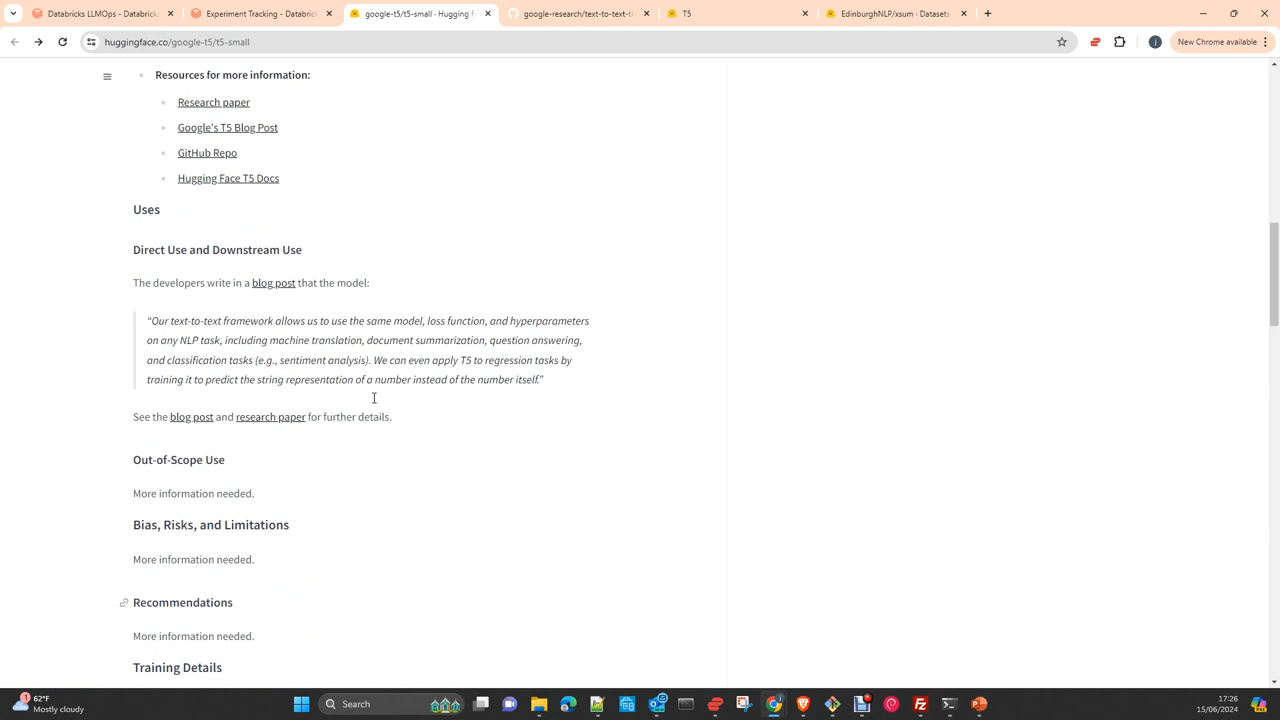 Databricks LLMOps - Databricks
Experiment Tracking - Databric
google-t5/t5-small · Hugging F
google-research/text-to-text-t
T5
EdinburghNLP/xsum · Datasets
huggingface.co/google-t5/t5-small
New Chrome available
Resources for more information:
Research paper
Google's T5 Blog Post
GitHub Repo
Hugging Face T5 Docs
Uses
Direct Use and Downstream Use
The developers write in a blog post that the model:
“Our text-to-text framework allows us to use the same model, loss function, and hyperparameters
on any NLP task, including machine translation, document summarization, question answering,
and classification tasks (e.g., sentiment analysis). We can even apply T5 to regression tasks by
training it to predict the string representation of a number instead of the number itself.”
See the blog post and research paper for further details.
Out-of-Scope Use
More information needed.
Bias, Risks, and Limitations
More information needed.
Recommendations
More information needed.
Training Details
1
62°F
Mostly cloudy
Search
17:26
15/06/2024